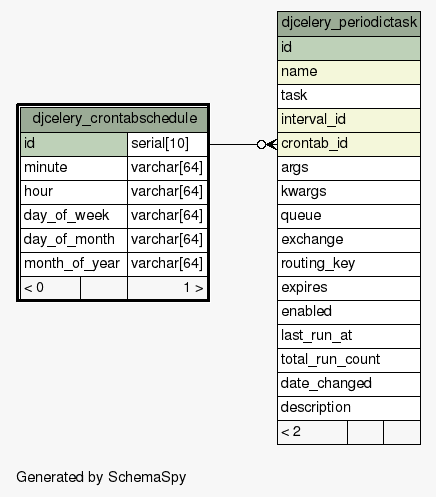 djcelery_periodictask
id
name
task
interval_id
crontab_id
args
kwargs
queue
exchange
routing_key
expires
enabled
last_run_at
total_run_count
date_changed
description
< 2
djcelery_crontabschedule
id serial[10]
minute varchar[64]
hour varchar[64]
day_of_week varchar[64]
day_of_month varchar[64]
month_of_year varchar[64]
< 0 1 >
Generated by SchemaSpy